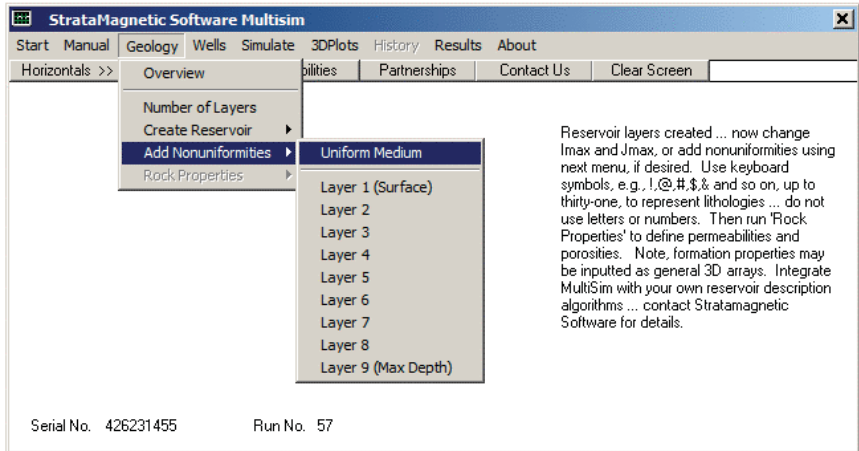 StrataMagnetic Software Multisim
Start Manual Geology Wells Simulate 3DPlots History Results About
Horizontals >> bilities Partnerships Contact Us Clear Screen
Overview
Number of Layers
Create Reservoir
Add Nonuniformities
Rock Properties
Uniform Medium
Layer 1 (Surface)
Layer 2
Layer 3
Layer 4
Layer 5
Layer 6
Layer 7
Layer 8
Layer 9 (Max Depth)
Reservoir layers created ... now change
Imax and Jmax, or add nonuniformities using
next menu, if desired. Use keyboard
symbols, e.g., !,@,#,$,& and so on, up to
thirty-one, to represent lithologies ... do not
use letters or numbers. Then run 'Rock
Properties' to define permeabilities and
porosities. Note, formation properties may
be inputted as general 3D arrays. Integrate
MultiSim with your own reservoir description
algorithms ... contact Stratamagnetic
Software for details.
Serial No. 426231455 Run No. 57